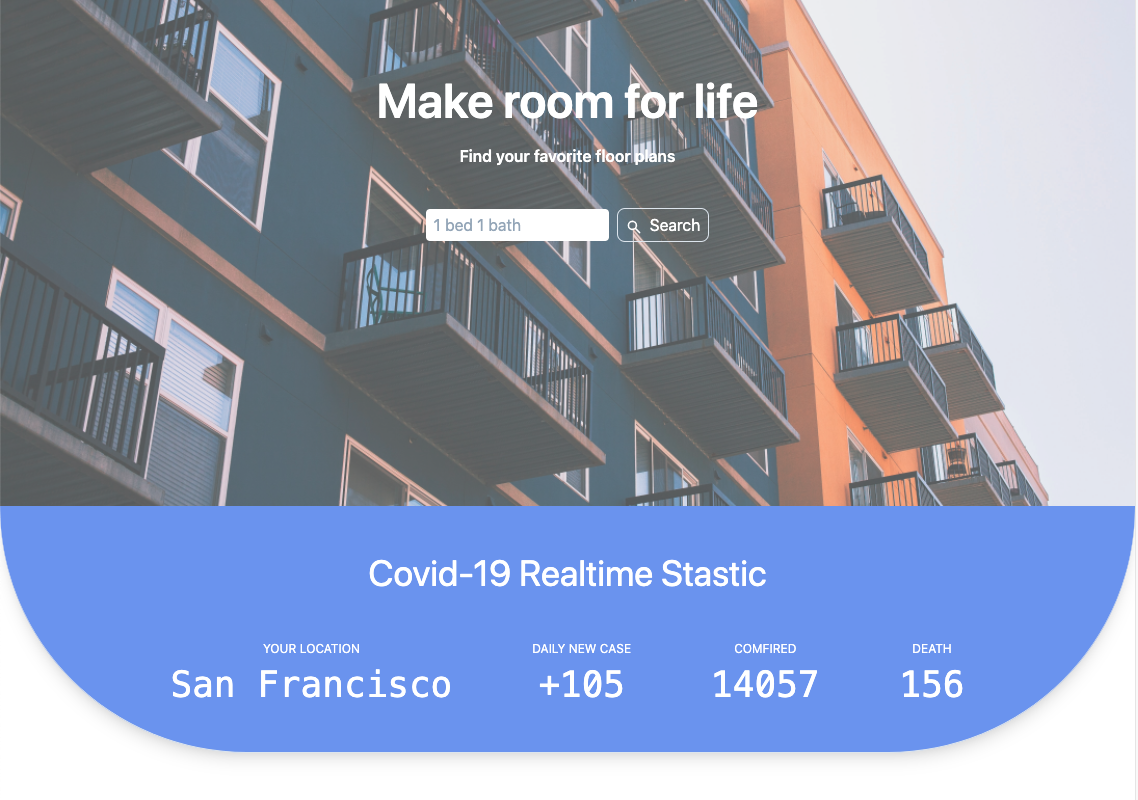 Make room for life
Find your favorite floor plans
1 bed 1 bath
Search
Covid-19 Realtime Stastic
YOUR LOCATION DAILY NEW CASE COMFIRED DEATH
San Francisco +105 14057 156